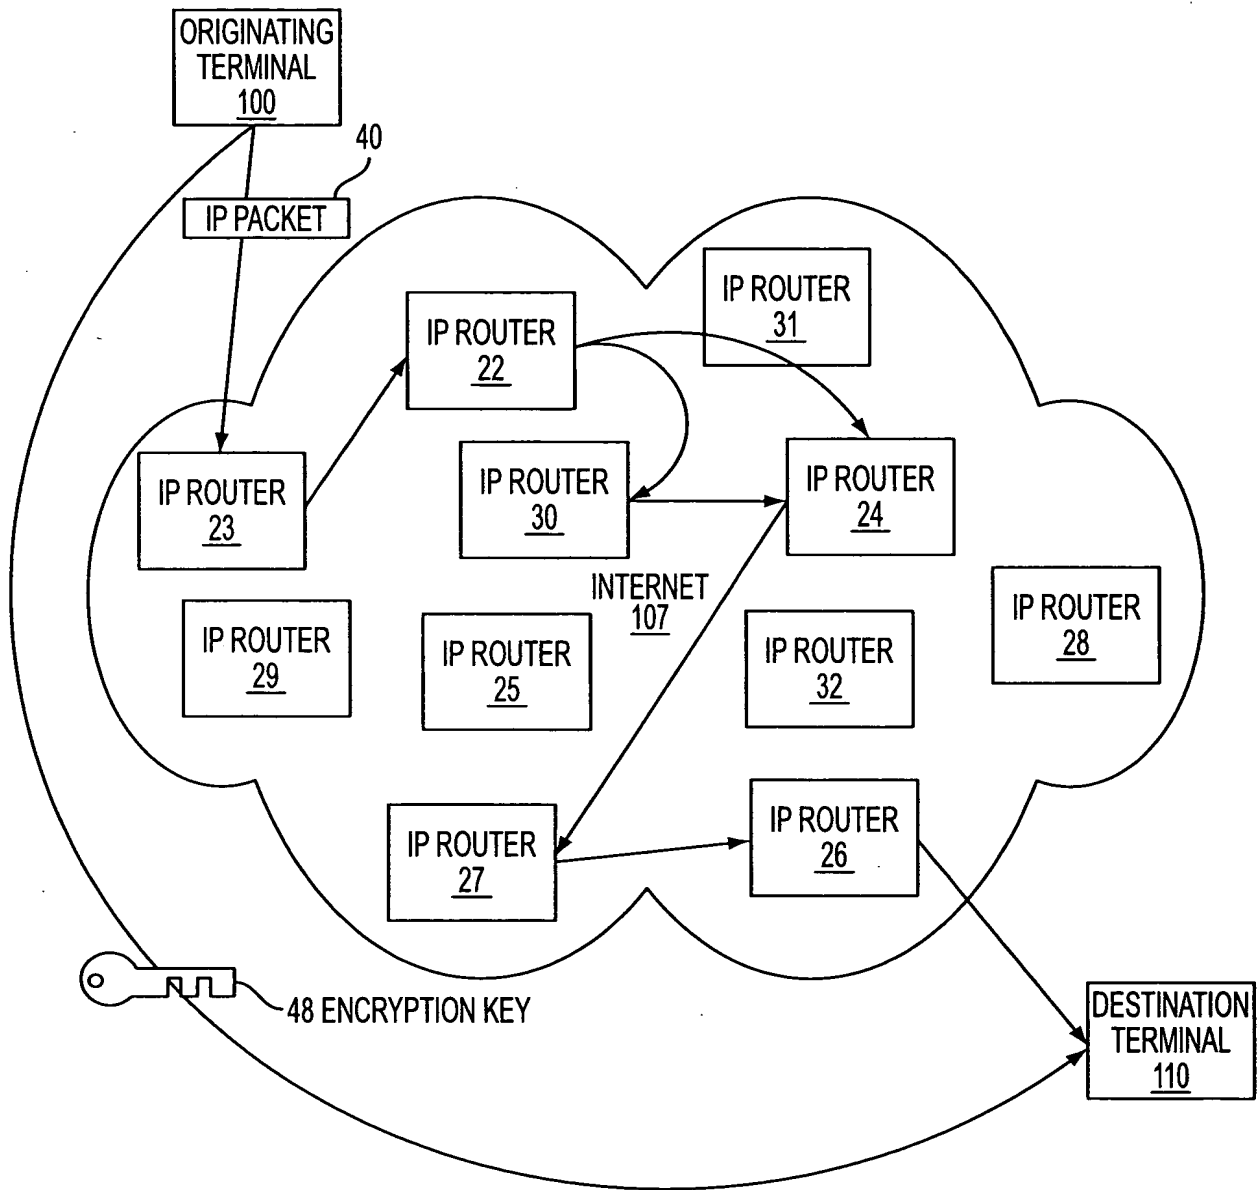 ORIGINATING
TERMINAL
100
40
IP PACKET
IP ROUTER
31
IP ROUTER
22
IP ROUTER
23
IP ROUTER
30
IP ROUTER
24
INTERNET
107
IP ROUTER
28
IP ROUTER
29
IP ROUTER
25
IP ROUTER
32
IP ROUTER
27
IP ROUTER
26
48 ENCRYPTION KEY
DESTINATION
TERMINAL
110